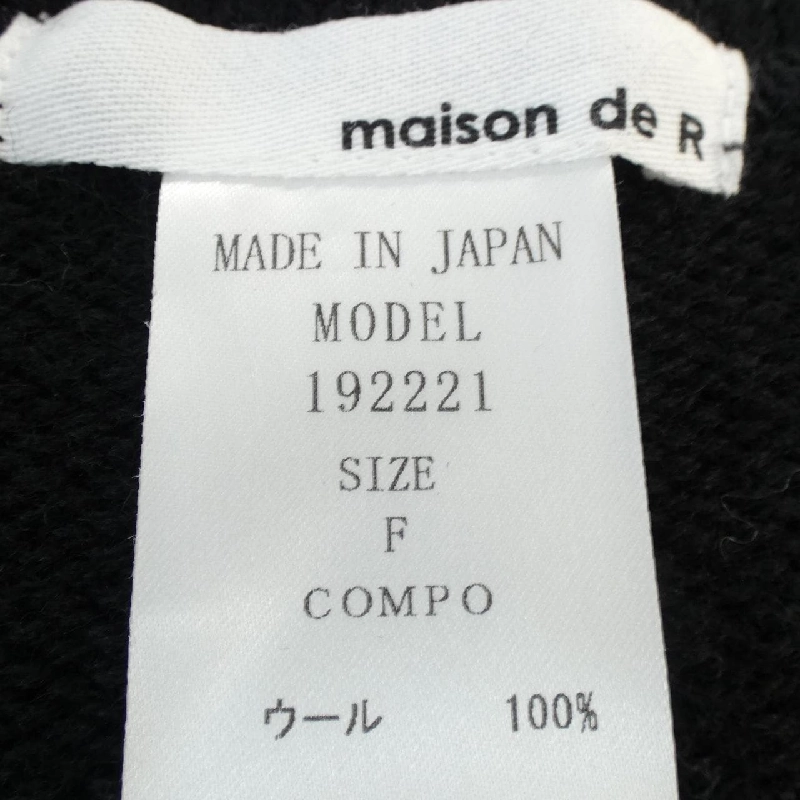 maison de R
MADE IN JAPAN
MODEL
192221
SIZE
F
COMPO
ウール 100%